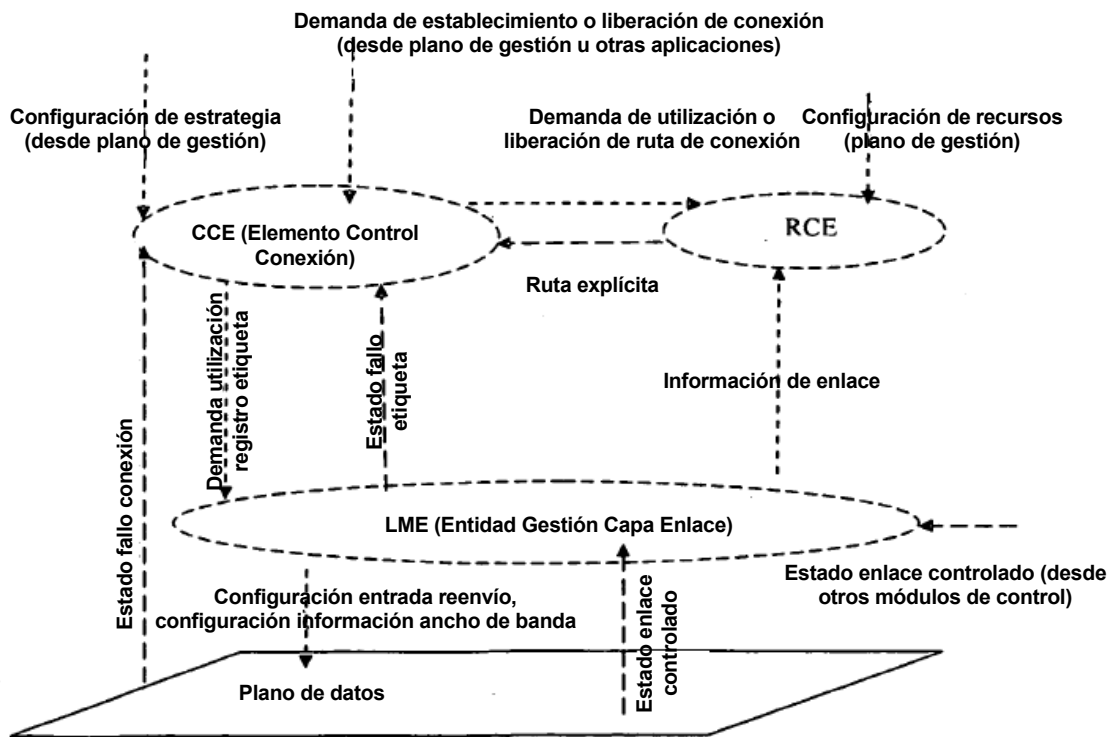 Demanda de establecimiento o liberación de conexión
(desde plano de gestión u otras aplicaciones)
Configuración de estrategia
(desde plano de gestión)
Demanda de utilización o
liberación de ruta de conexión
Configuración de recursos
(plano de gestión)
CCE (Elemento Control
Conexión)
RCE
Ruta explícita
Demanda utilización
registro etiqueta
Estado fallo
etiqueta
Información de enlace
Estado fallo conexión
LME (Entidad Gestión Capa Enlace)
Estado enlace controlado (desde
otros módulos de control)
Configuración entrada reenvío,
configuración información ancho de banda
Estado enlace
controlado
Plano de datos